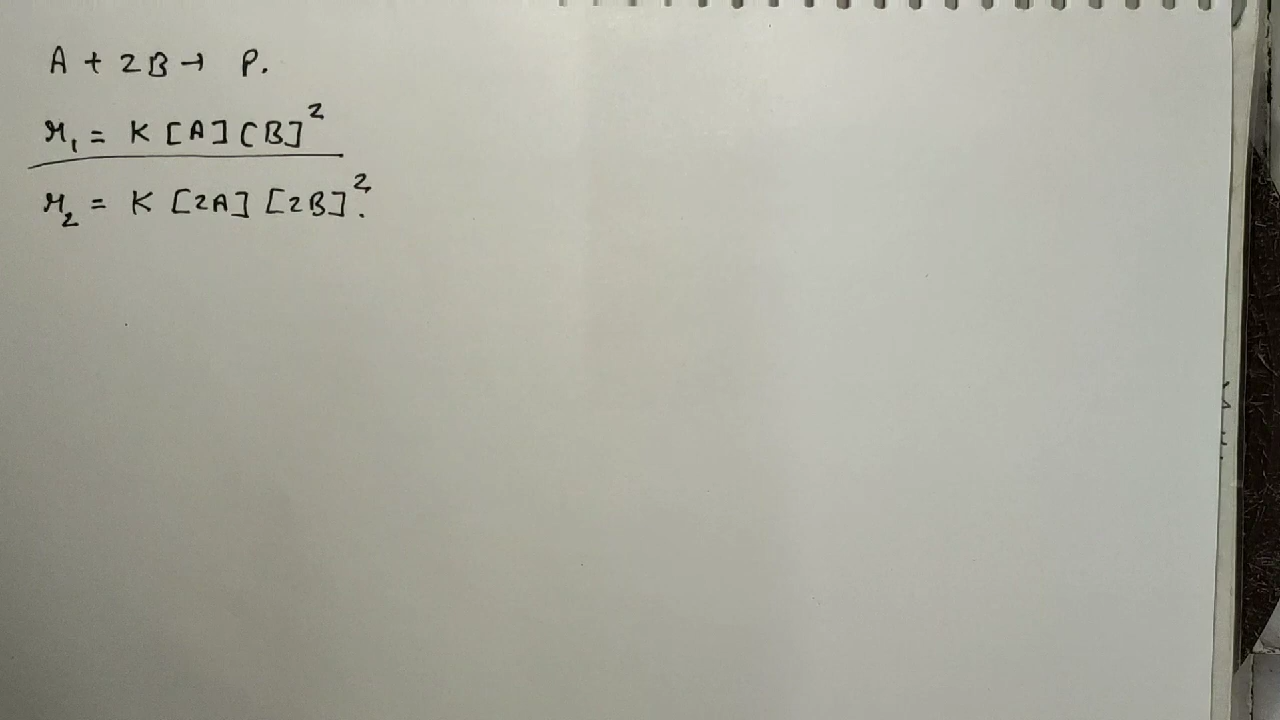 A + 2B → P.
r₁ = K [A] [B]²
r₂ = K [2A] [2B]².